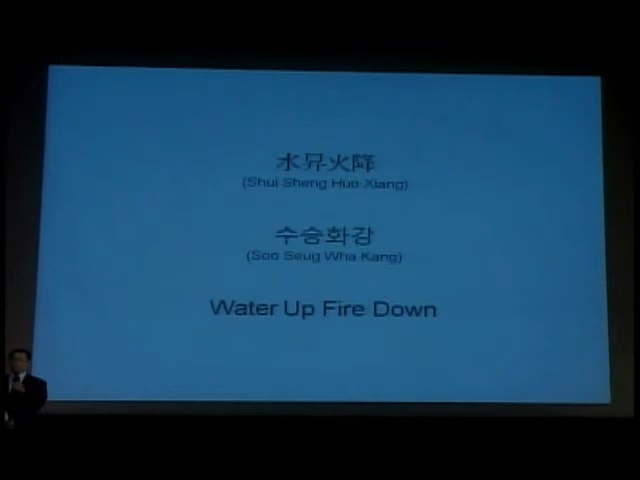 水昇火降
(Shui Sheng Huo Xiang)
수승화강
(Soo Seug Wha Kang)
Water Up Fire Down